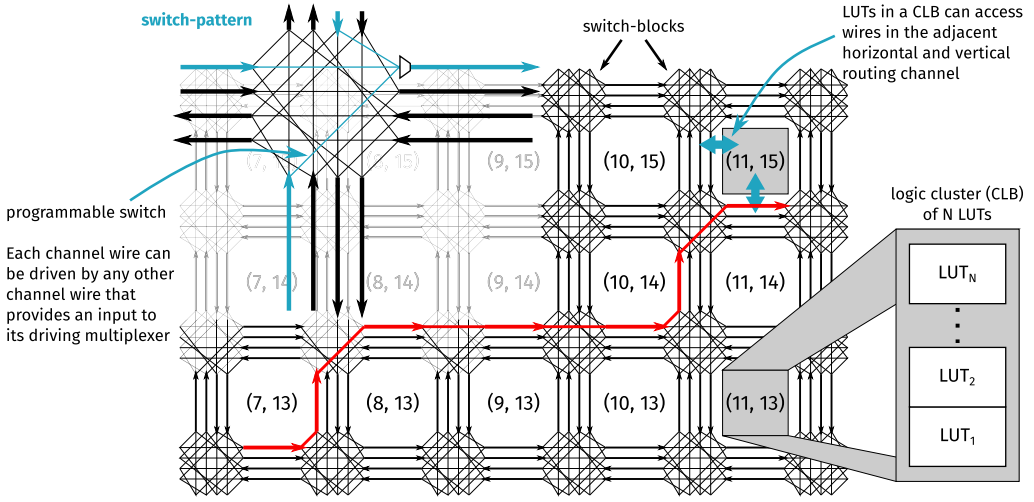 switch-pattern
switch-blocks
LUTs in a CLB can access
wires in the adjacent
horizontal and vertical
routing channel
(9, 15)
(10, 15)
(11, 15)
programmable switch
Each channel wire can
be driven by any other
channel wire that
provides an input to
its driving multiplexer
logic cluster (CLB)
of N LUTs
(7, 14)
(8, 14)
(9, 14)
(10, 14)
(11, 14)
(7, 13)
(8, 13)
(9, 13)
(10, 13)
(11, 13)
LUTN
LUT2
LUT1